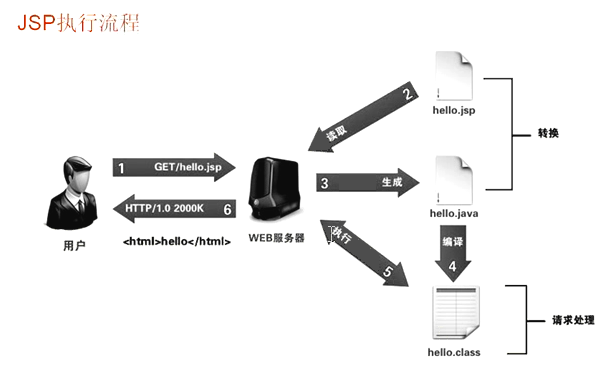 JSP执行流程
2
读取
hello.jsp
转换
1 GET/hello.jsp
3 生成
HTTP/1.0 2000K 6
hello.java
用户
<html>hello</html>
WEB服务器
执行
5
编译
4
请求处理
hello.class